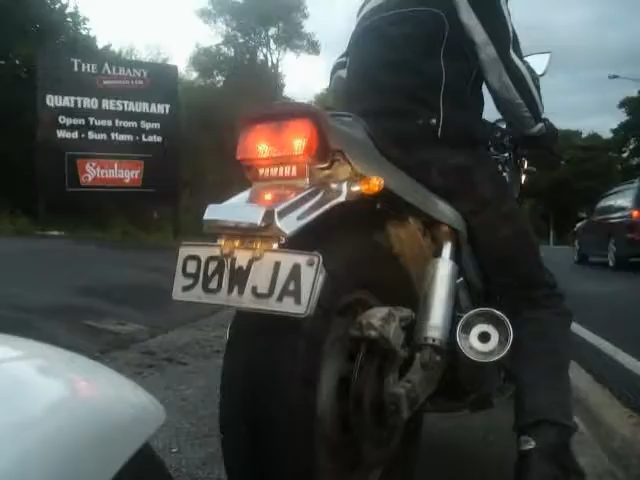 The Albany
QUATTRO RESTAURANT
Open Tues from 5pm
Wed - Sun 11am - Late
Steinlager
YAMAHA
90WJA